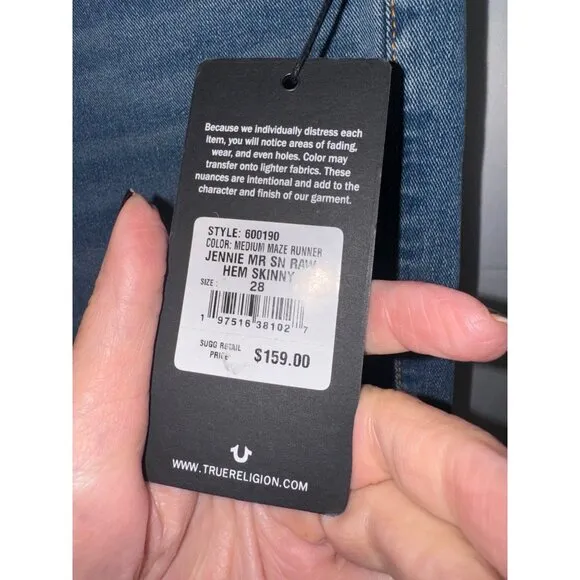 Because we individually distress each
item, you will notice areas of fading,
wear, and even holes. Color may
transfer onto lighter fabrics. These
nuances are intentional and add to the
character and finish of our garment.
STYLE: 600190
COLOR: MEDIUM MAZE RUNNER
JENNIE MR SN RAW
HEM SKINNY
SIZE : 28
1 97516 38102 7
SUGG RETAIL
PRICE $159.00
WWW.TRUERELIGION.COM